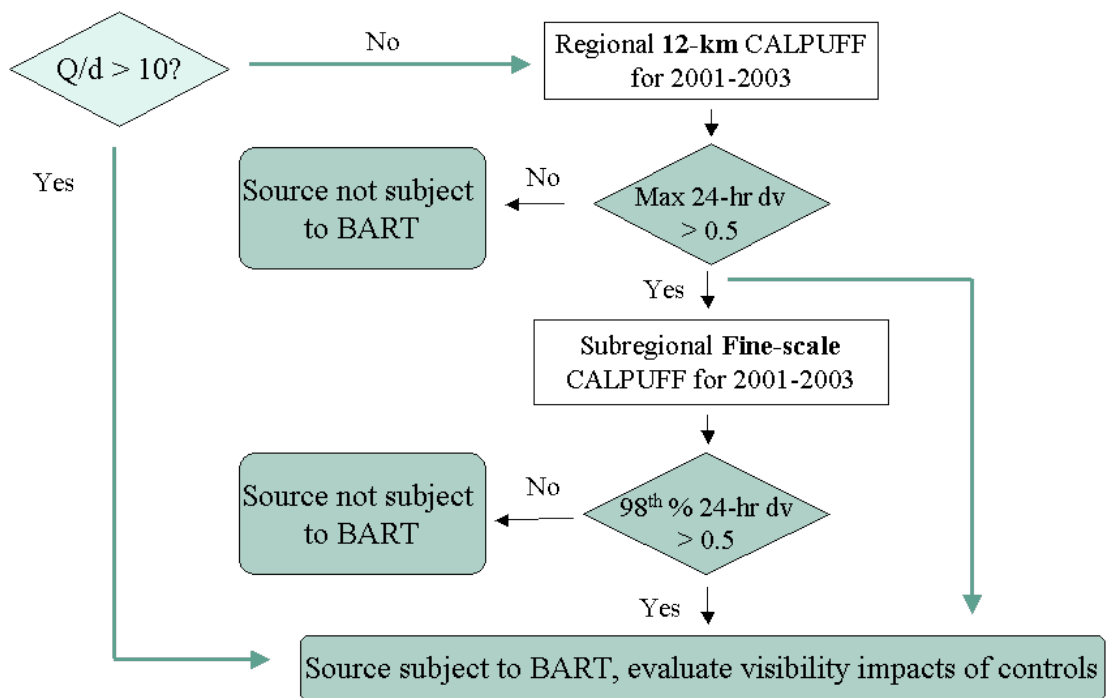 No
Regional 12-km CALPUFF
for 2001-2003
Q/d > 10?
Yes
Source not subject
to BART
No
Max 24-hr dv
> 0.5
Yes
Subregional Fine-scale
CALPUFF for 2001-2003
Source not subject
to BART
No
98th % 24-hr dv
> 0.5
Yes
Source subject to BART, evaluate visibility impacts of controls